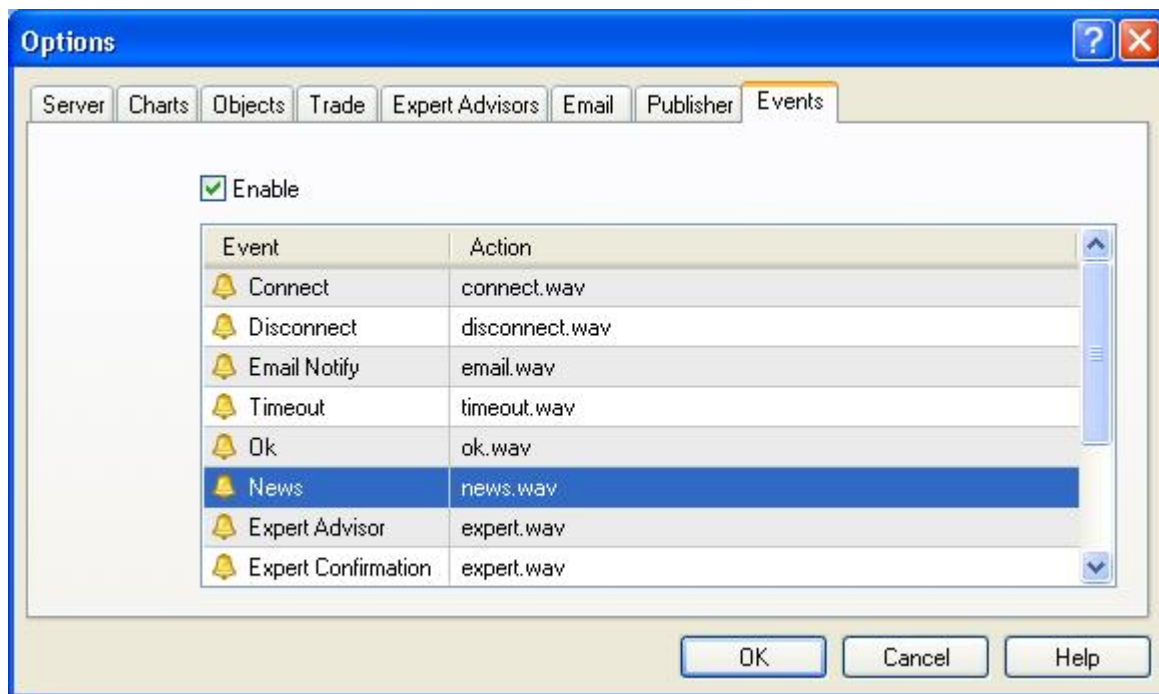 Options
Server Charts Objects Trade Expert Advisors Email Publisher Events
Enable
Event Action
Connect connect.wav
Disconnect disconnect.wav
Email Notify email.wav
Timeout timeout.wav
Ok ok.wav
News news.wav
Expert Advisor expert.wav
Expert Confirmation expert.wav
OK Cancel Help